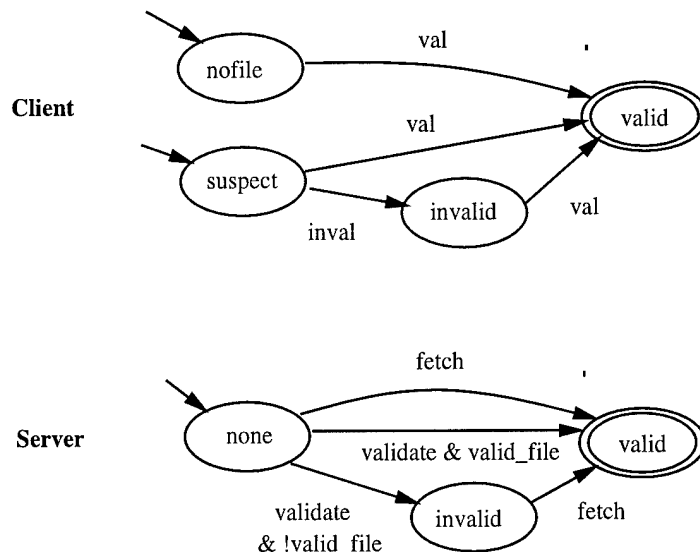 val
nofile
Client
valid
val
suspect
invalid
inval
val
fetch
Server
none
valid
validate & valid_file
validate
& !valid_file
invalid
fetch